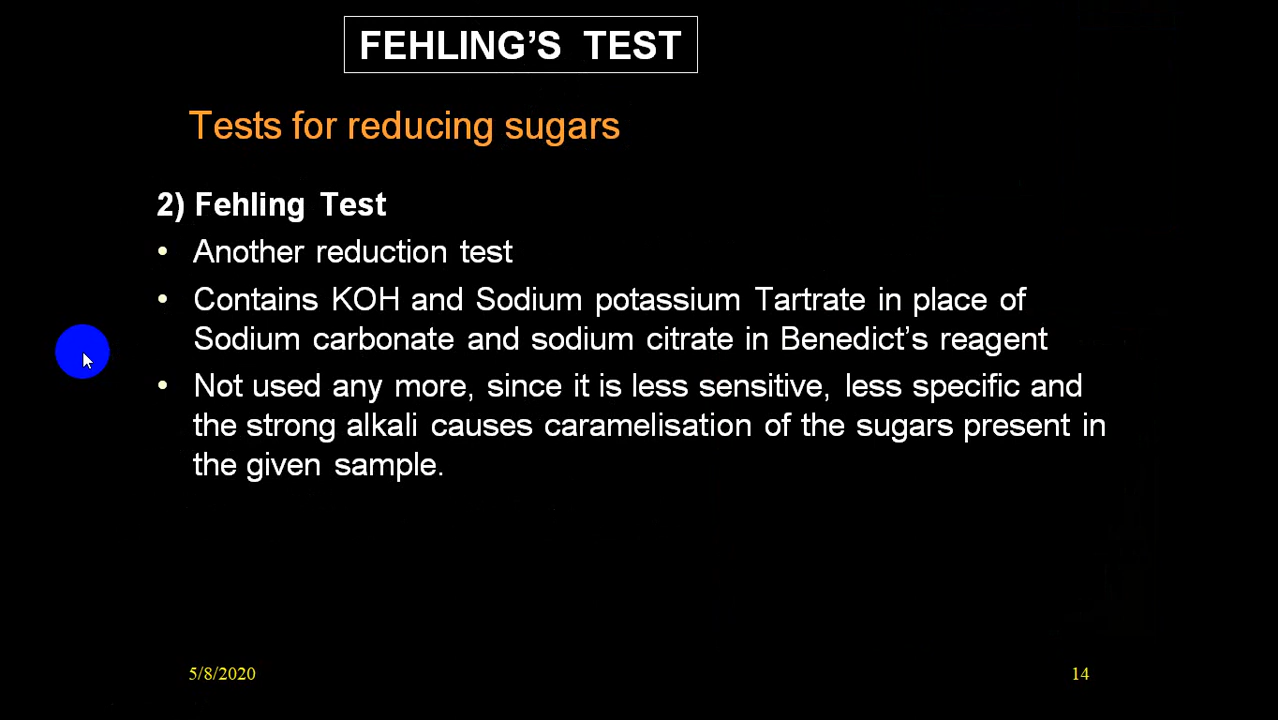 FEHLING’S TEST
Tests for reducing sugars
2) Fehling Test
• Another reduction test
• Contains KOH and Sodium potassium Tartrate in place of
Sodium carbonate and sodium citrate in Benedict’s reagent
• Not used any more, since it is less sensitive, less specific and
the strong alkali causes caramelisation of the sugars present in
the given sample.
5/8/2020
14